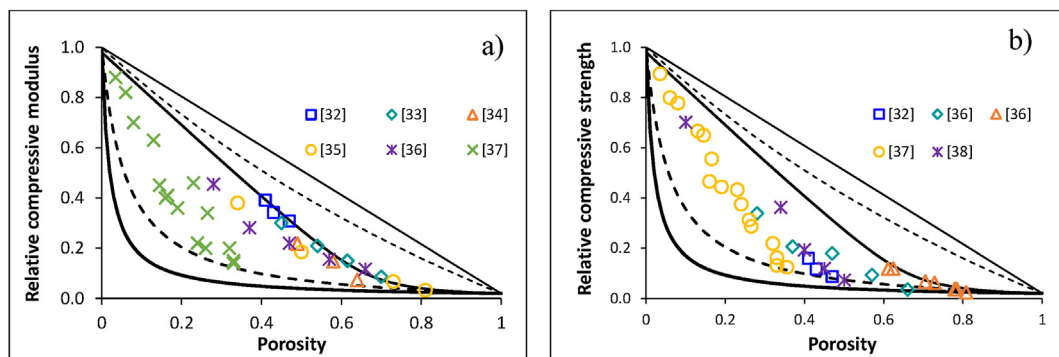 a)
Relative compressive modulus
1.0
0.8
0.6
0.4
0.2
0.0
0
0.2
0.4
0.6
0.8
1
Porosity
[32] [33] [34]
[35] [36] [37]
b)
Relative compressive strength
1.0
0.8
0.6
0.4
0.2
0.0
0
0.2
0.4
0.6
0.8
1
Porosity
[32] [36] [36]
[37] [38]